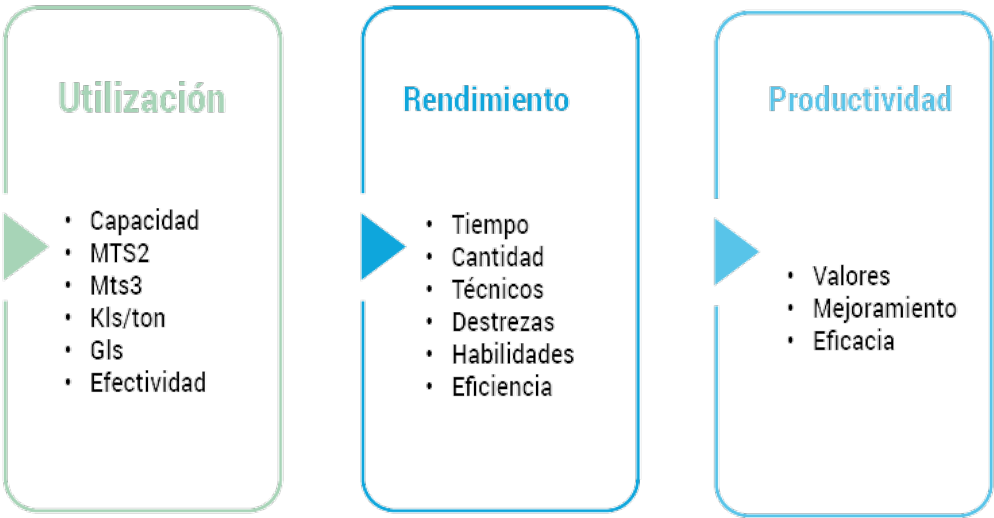 Utilización
• Capacidad
• MTS2
• Mts3
• Kls/ton
• Gls
• Efectividad
Rendimiento
• Tiempo
• Cantidad
• Técnicos
• Destrezas
• Habilidades
• Eficiencia
Productividad
• Valores
• Mejoramiento
• Eficacia